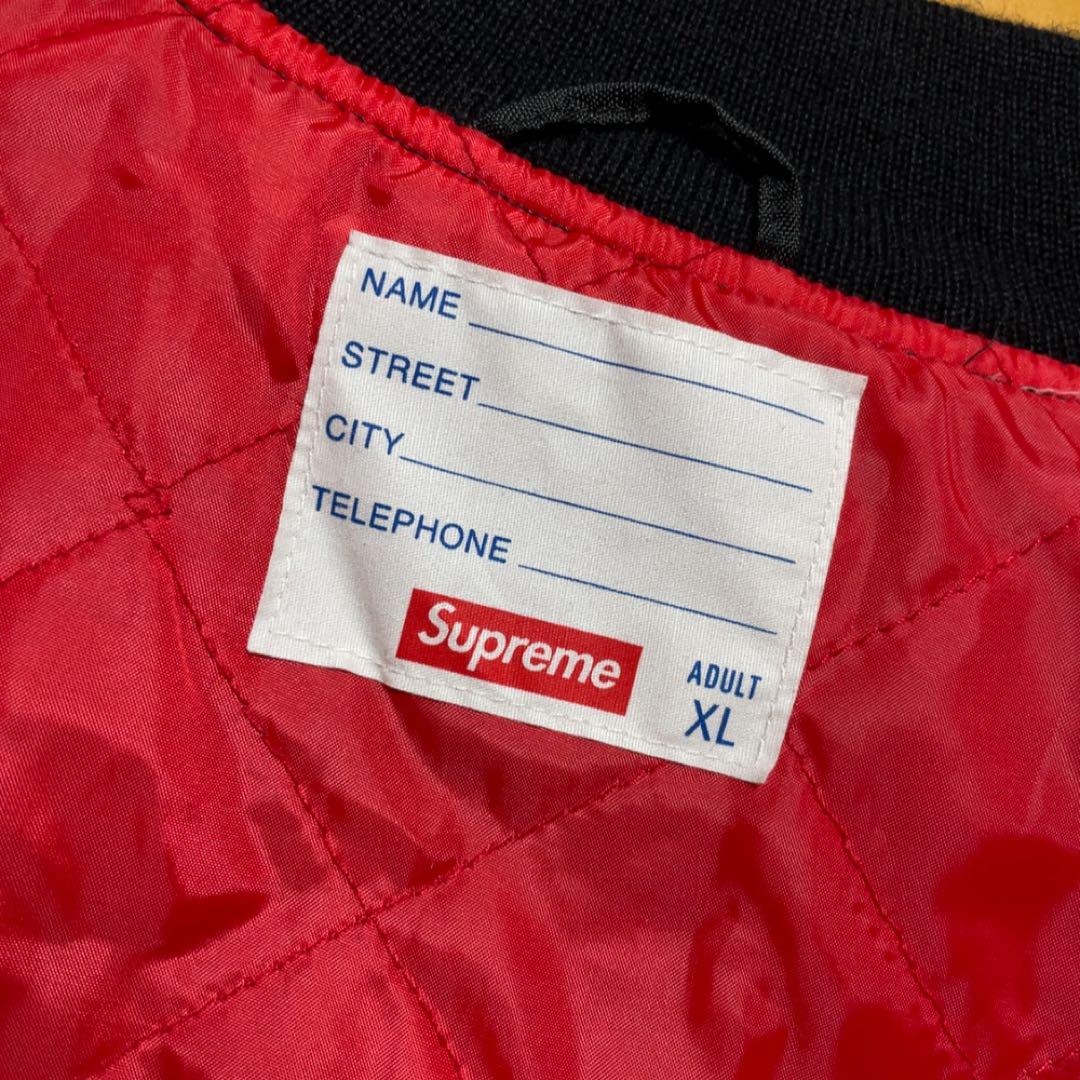 NAME
STREET
CITY
TELEPHONE
Supreme
ADULT
XL